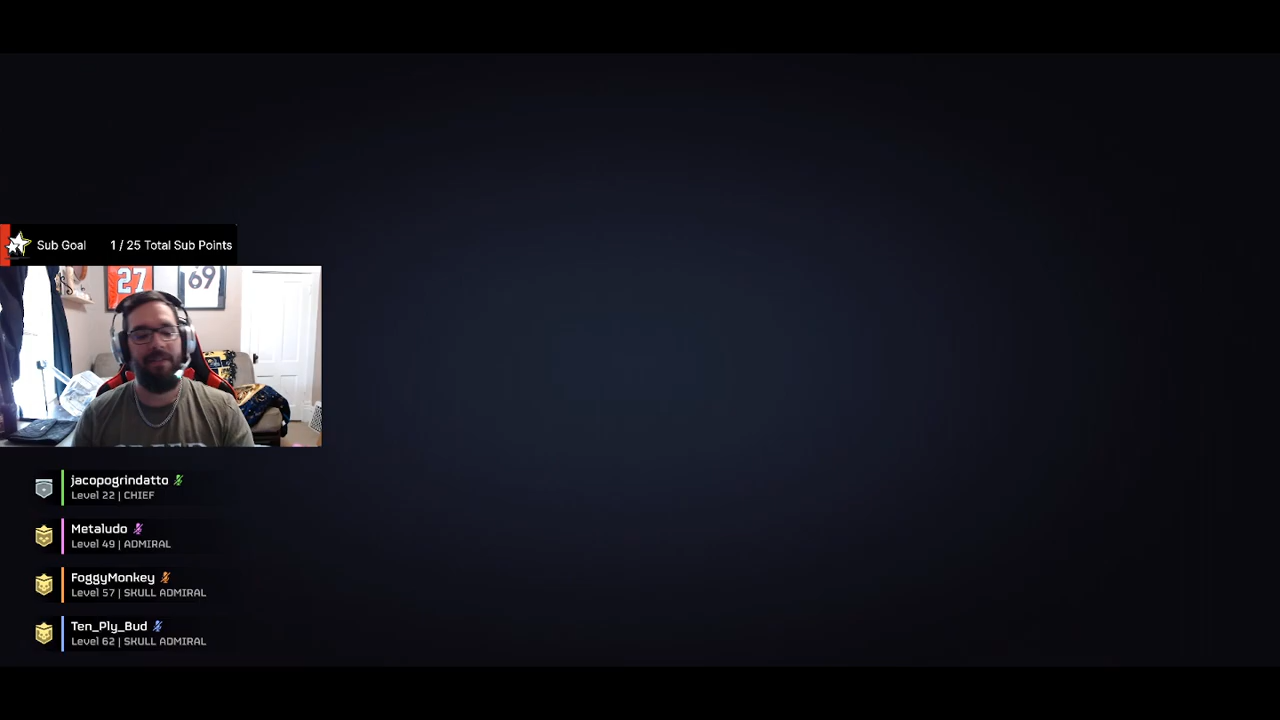 Sub Goal 1 / 25 Total Sub Points
27
69
jacopogrindatto
Level 22 | CHIEF
Metaludo
Level 49 | ADMIRAL
FoggyMonkey
Level 57 | SKULL ADMIRAL
Ten_Ply_Bud
Level 62 | SKULL ADMIRAL